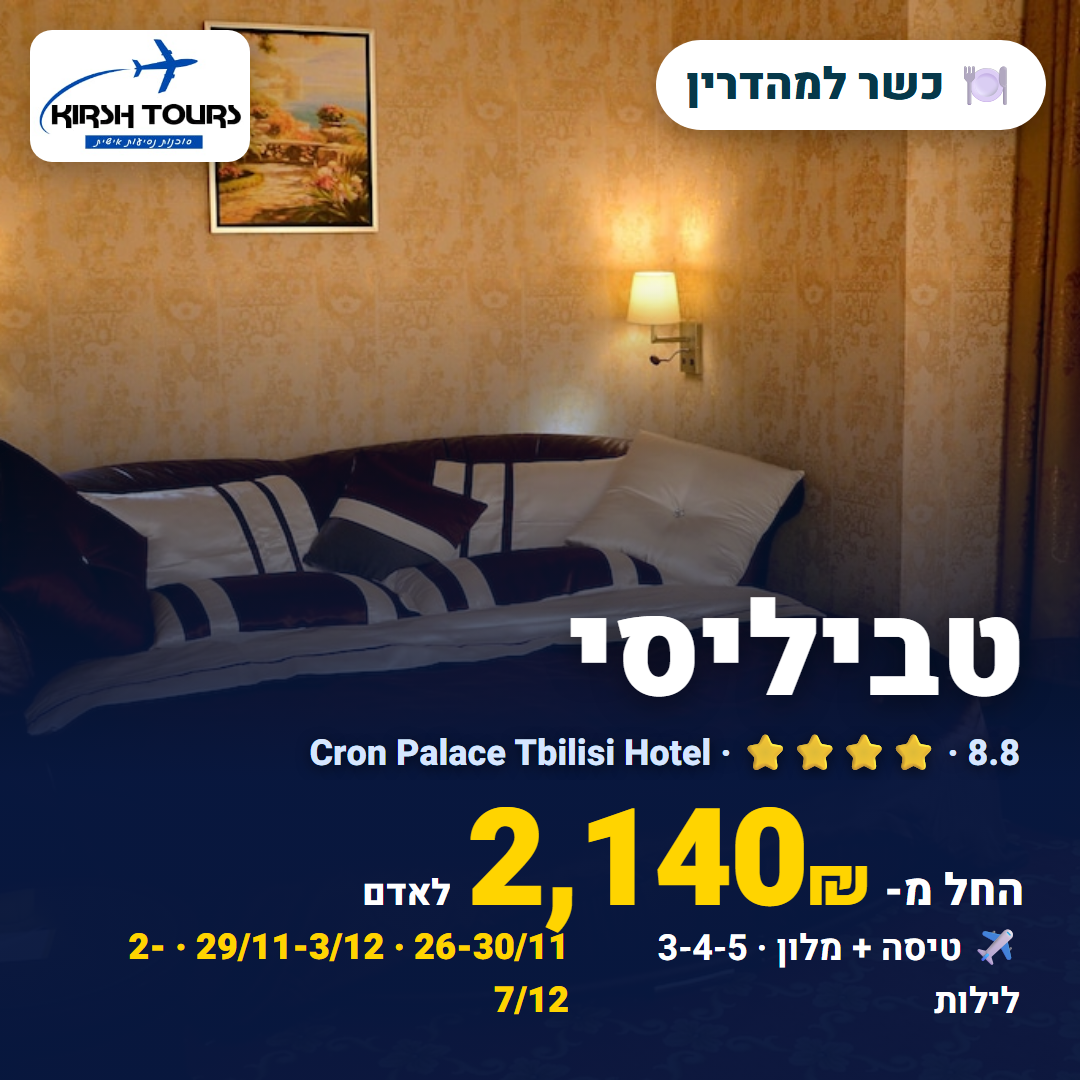 KIRSH TOURS
סוכנות נסיעות אישית
כשר למהדרין
טביליסי
8.8 · ⭐⭐⭐⭐ · Cron Palace Tbilisi Hotel
החל מ- ₪2,140 לאדם
✈️ טיסה + מלון · 3-4-5 לילות
26-30/11 · 29/11-3/12 · 2-7/12